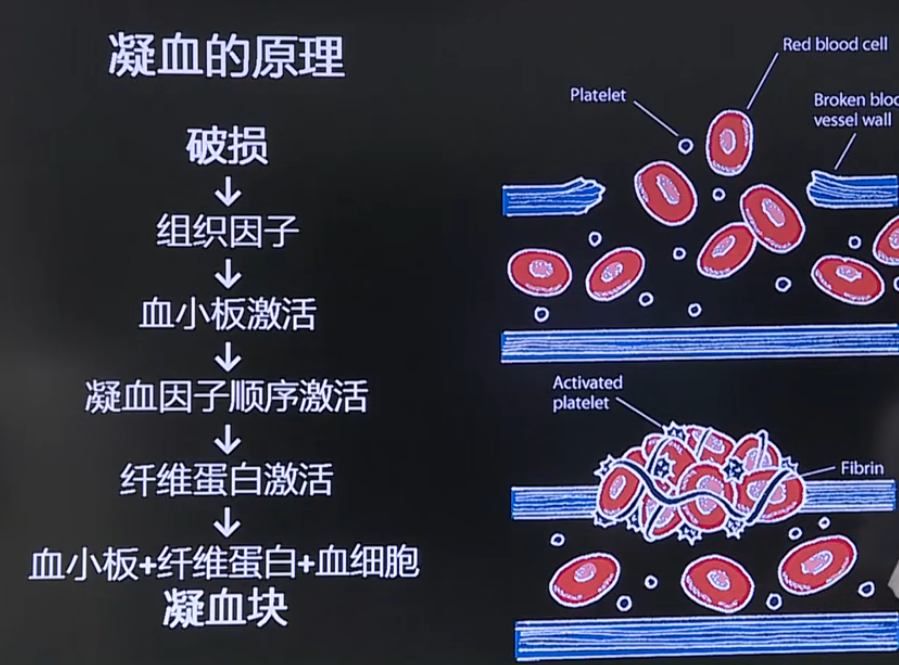 凝血的原理
破损
↓
组织因子
↓
血小板激活
↓
凝血因子顺序激活
↓
纤维蛋白激活
↓
血小板+纤维蛋白+血细胞
凝血块
Red blood cell
Platelet
Broken bloo
vessel wall
Activated
platelet
Fibrin